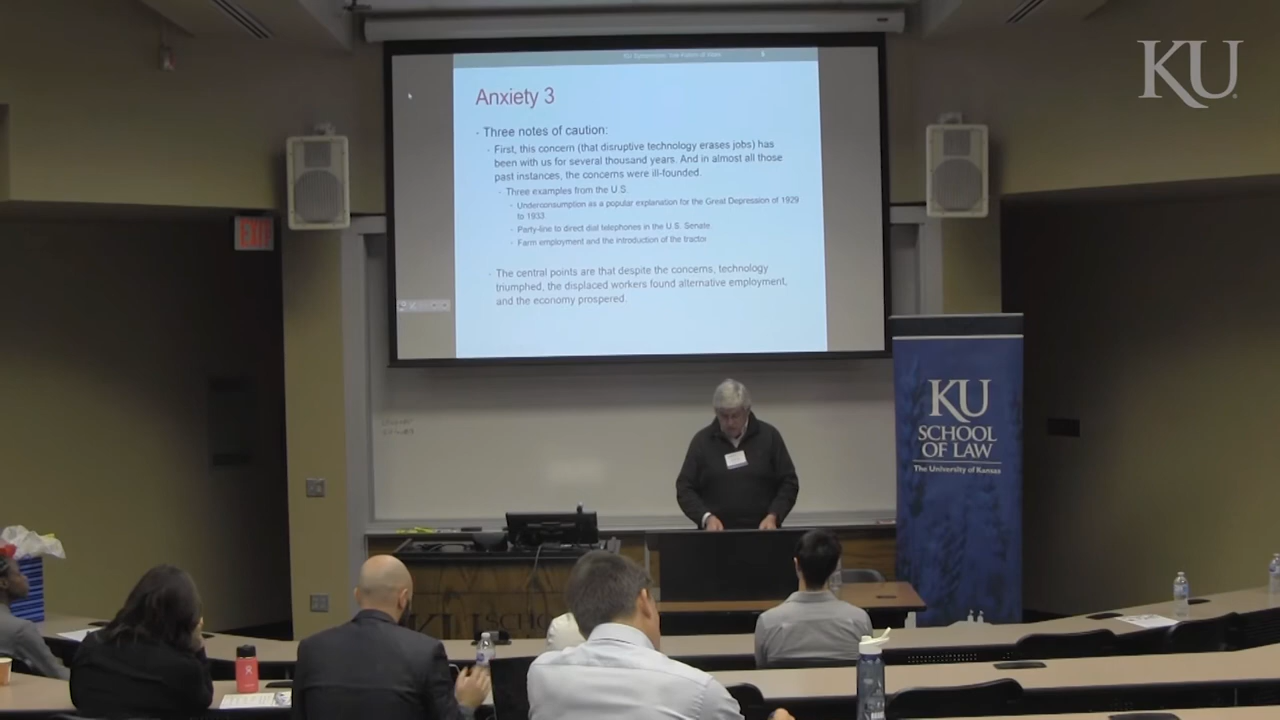 KU
Anxiety 3
- Three notes of caution:
- First, this concern (that disruptive technology erases jobs) has
been with us for several thousand years. And in almost all those
past instances, the concerns were ill-founded.
- Three examples from the U.S.
- Underconsumption as a popular explanation for the Great Depression of 1929
to 1933
- Party-line to direct dial telephones in the U.S. Senate.
- Farm employment and the introduction of the tractor
- The central points are that despite the concerns, technology
triumphed, the displaced workers found alternative employment,
and the economy prospered.
EXIT
KU
SCHOOL
OF LAW
The University of Kansas
KU SCHO